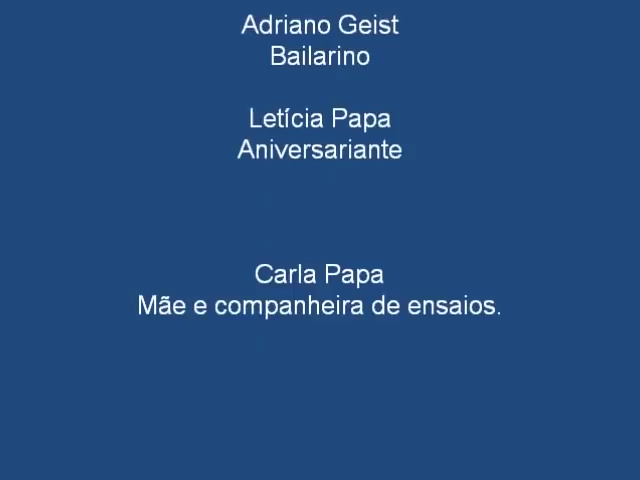 Adriano Geist
Bailarino
Letícia Papa
Aniversariante
Carla Papa
Mãe e companheira de ensaios.